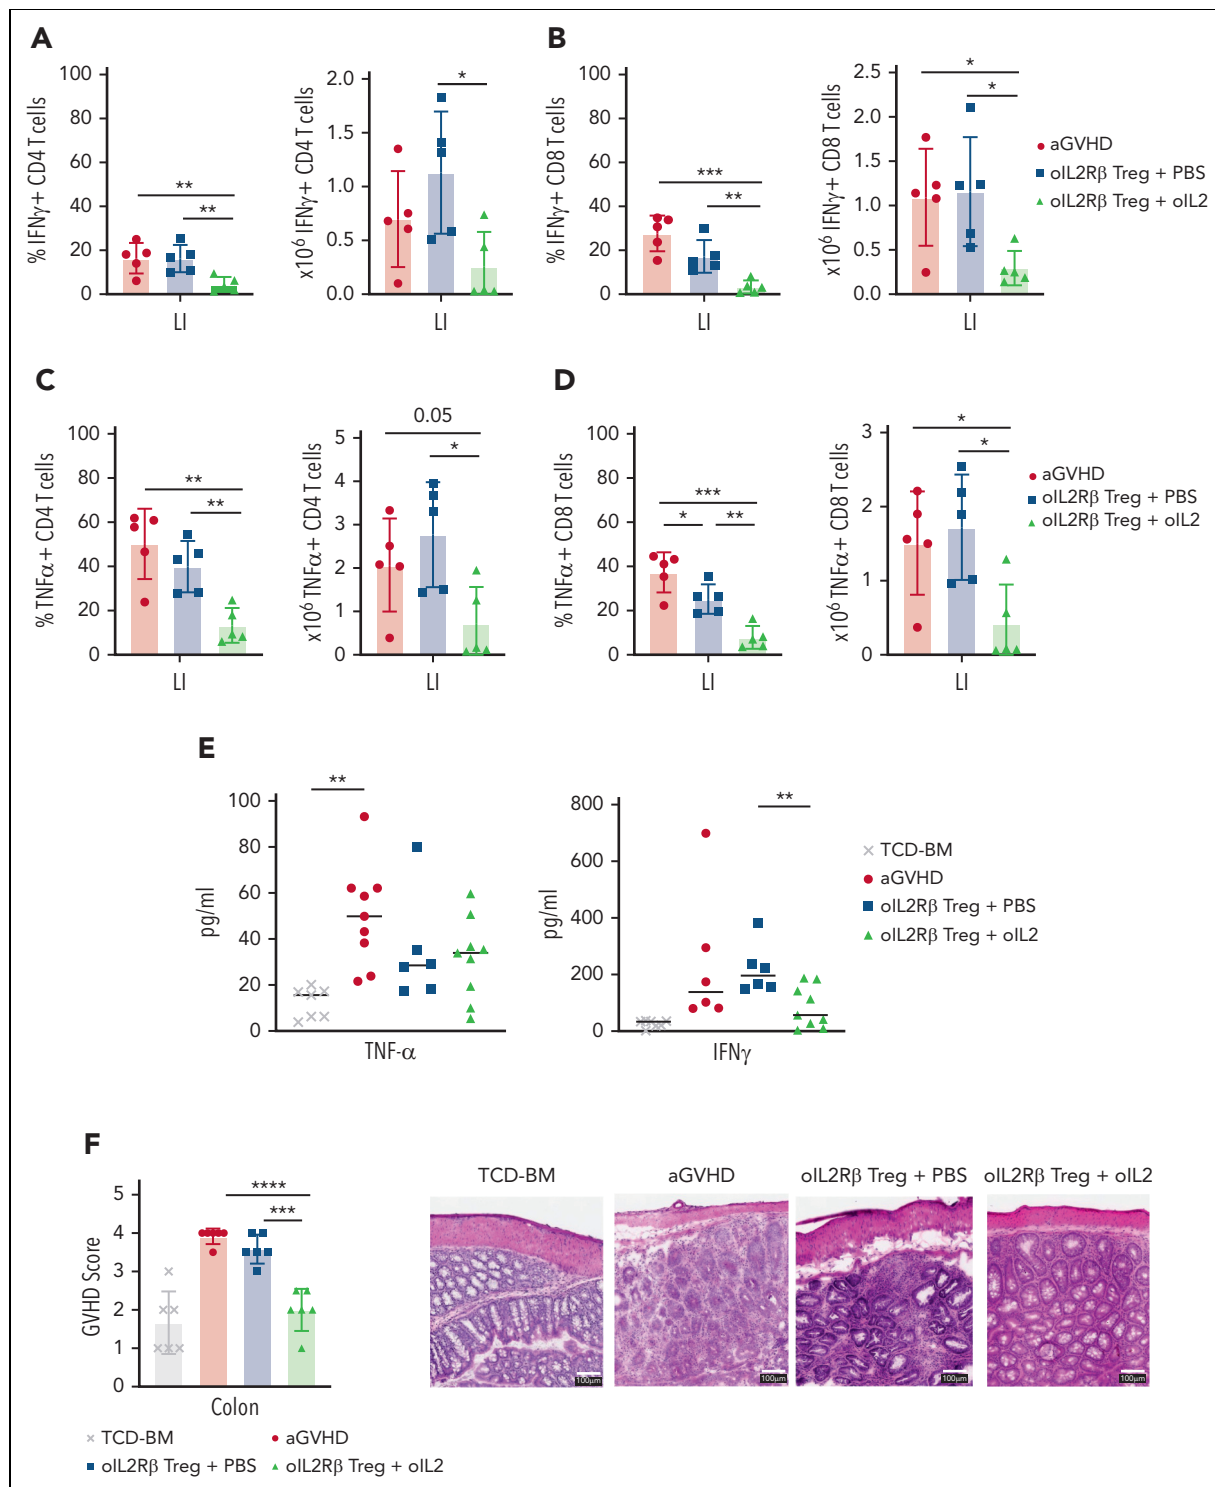 A
B
100
80
60
40
20
0
% IFNγ+ CD4 T cells
**
**
LI
2.0
1.5
1.0
0.5
0.0
x10⁶ IFNγ+ CD4 T cells
*
LI
100
80
60
40
20
0
% IFNγ+ CD8 T cells
***
**
LI
2.5
2.0
1.5
1.0
0.5
0.0
x10⁶ IFNγ+ CD8 T cells
*
*
LI
aGVHD
oIL2Rβ Treg + PBS
oIL2Rβ Treg + oIL2
C
D
100
80
60
40
20
0
% TNFα+ CD4 T cells
**
**
LI
5
4
3
2
1
0
x10⁶ TNFα+ CD4 T cells
0.05
*
LI
100
80
60
40
20
0
% TNFα+ CD8 T cells
***
* **
LI
3
2
1
0
x10⁶ TNFα+ CD8 T cells
*
*
LI
aGVHD
oIL2Rβ Treg + PBS
oIL2Rβ Treg + oIL2
E
100
80
60
40
20
0
pg/ml
**
TNF-α
800
600
400
200
0
pg/ml
**
IFNγ
TCD-BM
aGVHD
oIL2Rβ Treg + PBS
oIL2Rβ Treg + oIL2
F
5
4
3
2
1
0
GVHD Score
****
***
Colon
TCD-BM aGVHD
oIL2Rβ Treg + PBS oIL2Rβ Treg + oIL2
TCD-BM aGVHD oIL2Rβ Treg + PBS oIL2Rβ Treg + oIL2
100μm 100μm 100μm 100μm